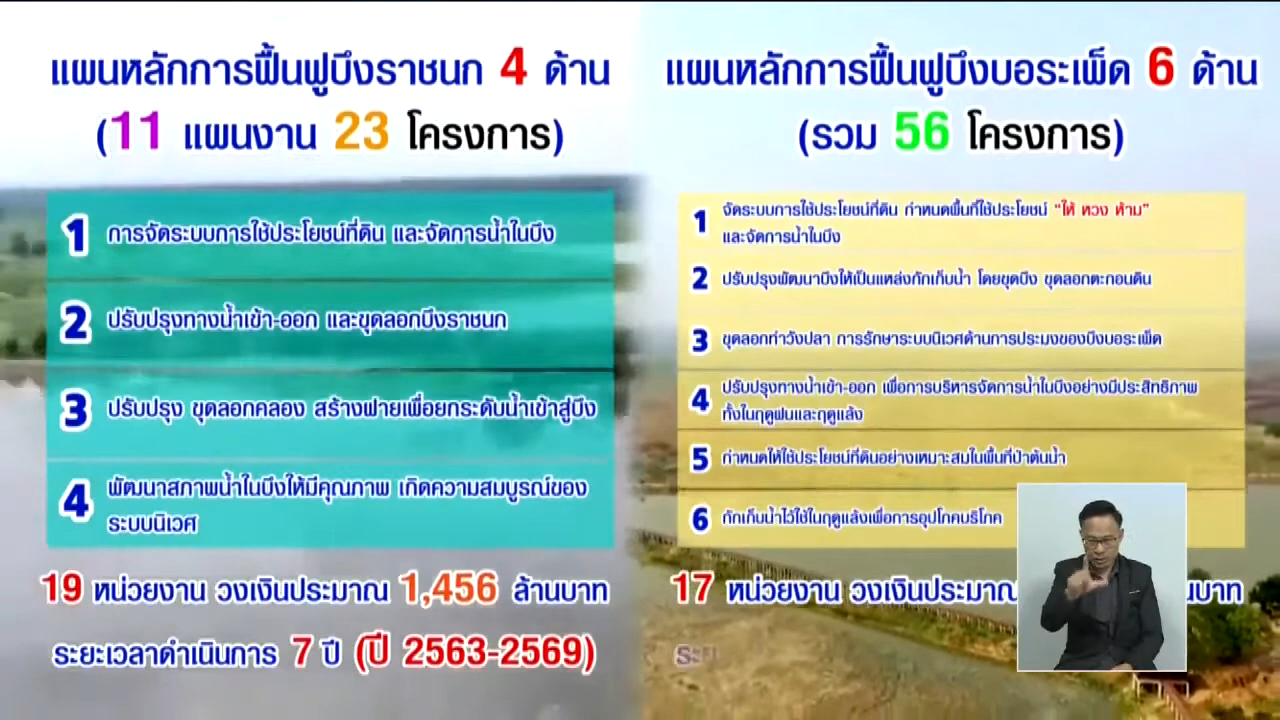 แผนหลักการฟื้นฟูบึงราชนก 4 ด้าน
(11 แผนงาน 23 โครงการ)
1 การจัดระบบการใช้ประโยชน์ที่ดิน และจัดการน้ำในบึง
2 ปรับปรุงทางน้ำเข้า-ออก และขุดลอกบึงราชนก
3 ปรับปรุง ขุดลอกคลอง สร้างฝายเพื่อยกระดับน้ำเข้าสู่บึง
4 พัฒนาสภาพน้ำในบึงให้มีคุณภาพ เกิดความสมบูรณ์ของ
ระบบนิเวศ
19 หน่วยงาน วงเงินประมาณ 1,456 ล้านบาท
ระยะเวลาดำเนินการ 7 ปี (ปี 2563-2569)
แผนหลักการฟื้นฟูบึงบอระเพ็ด 6 ด้าน
(รวม 56 โครงการ)
1 จัดระบบการใช้ประโยชน์ที่ดิน กำหนดพื้นที่ใช้ประโยชน์ “ให้ หวง ห้าม”
และจัดการน้ำในบึง
2 ปรับปรุงพัฒนาบึงให้เป็นแหล่งกักเก็บน้ำ โดยขุดบึง ขุดลอกตะกอนดิน
3 ขุดลอกทำวังปลา การรักษาระบบนิเวศด้านการประมงของบึงบอระเพ็ด
4 ปรับปรุงทางน้ำเข้า-ออก เพื่อการบริหารจัดการน้ำในบึงอย่างมีประสิทธิภาพ
ทั้งในฤดูฝนและฤดูแล้ง
5 กำหนดให้ใช้ประโยชน์ที่ดินอย่างเหมาะสมในพื้นที่ป่าต้นน้ำ
6 กักเก็บน้ำไว้ใช้ในฤดูแล้งเพื่อการอุปโภคบริโภค
17 หน่วยงาน วงเงินประมาณ